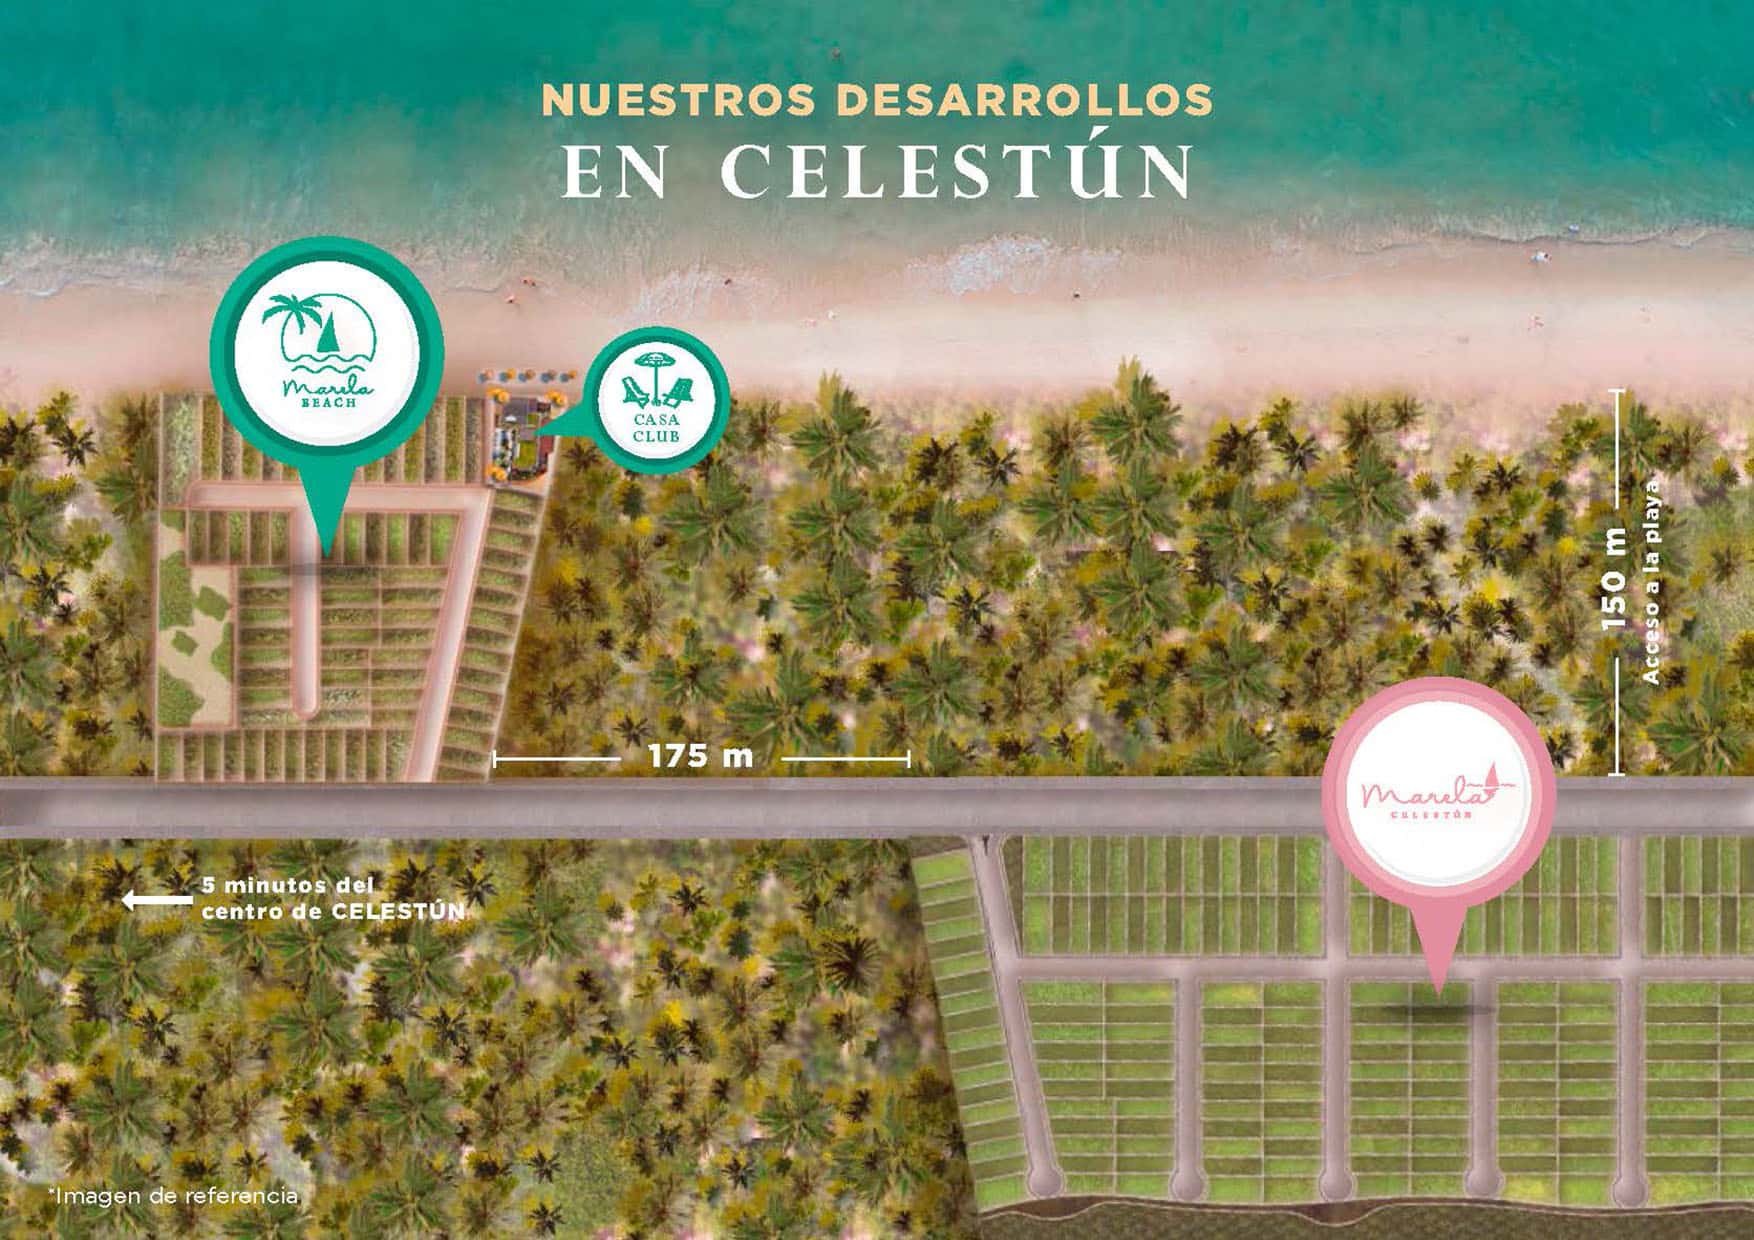 NUESTROS DESARROLLOS
EN CELESTÚN
Marela
BEACH
CASA
CLUB
150 m
Acceso a la playa
175 m
Marela
CELESTÚN
5 minutos del
centro de CELESTÚN
*Imagen de referencia